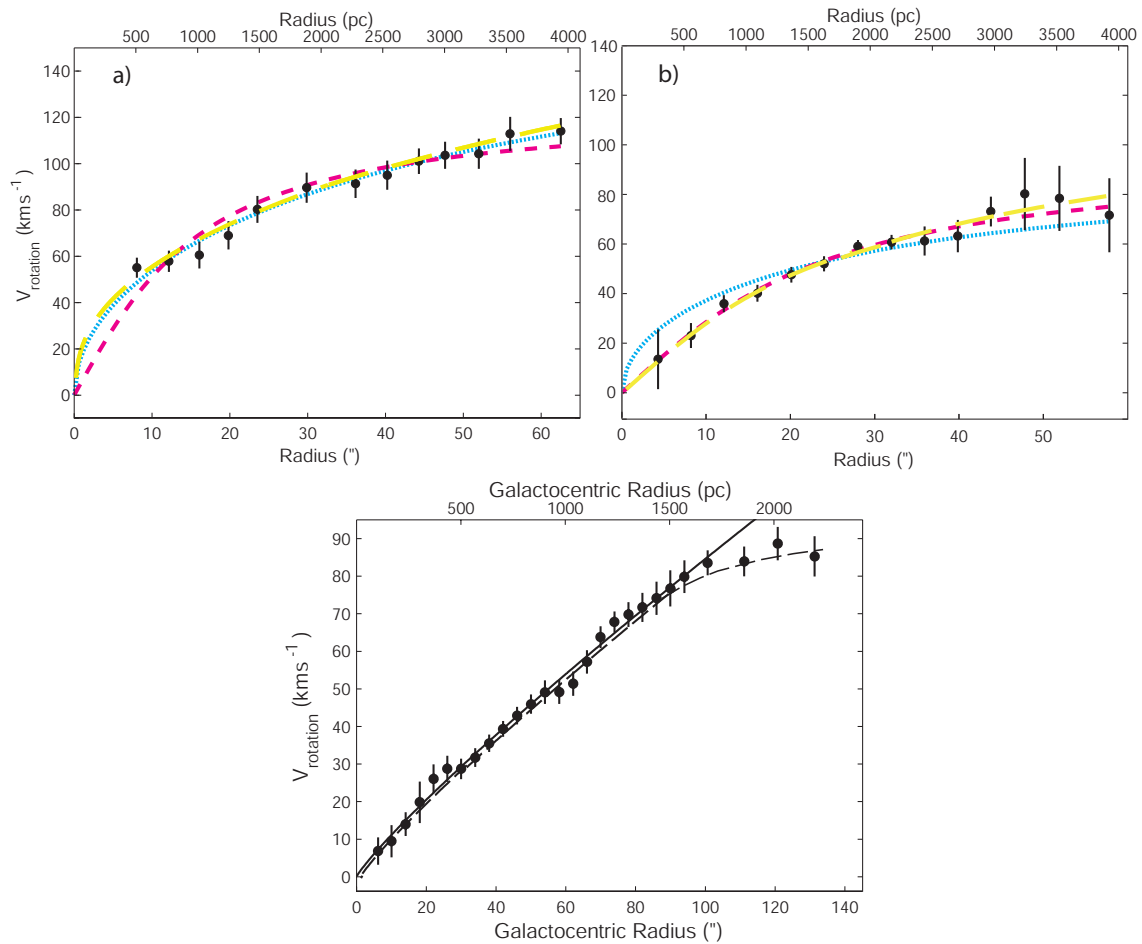 Radius (pc)
500 1000 1500 2000 2500 3000 3500 4000
a)
140
120
100
80
60
40
20
0
V rotation (kms -1 )
0 10 20 30 40 50 60
Radius (")
Radius (pc)
500 1000 1500 2000 2500 3000 3500 4000
b)
140
120
100
80
60
40
20
0
0 10 20 30 40 50
Radius (")
Galactocentric Radius (pc)
500 1000 1500 2000
90
80
70
60
50
40
30
20
10
0
V rotation (kms -1 )
0 20 40 60 80 100 120 140
Galactocentric Radius (")